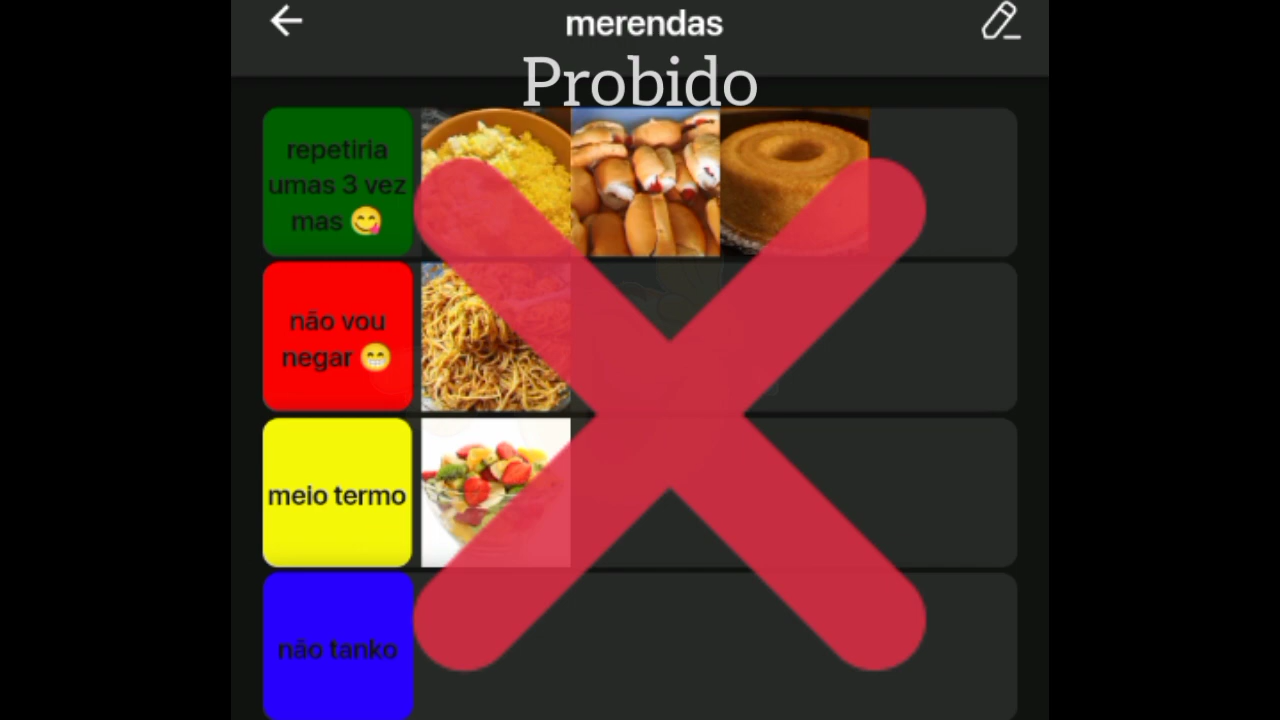 merendas
Probido
repetiria
umas 3 vez
mas 😋
não vou
negar 😁
meio termo
não tanko